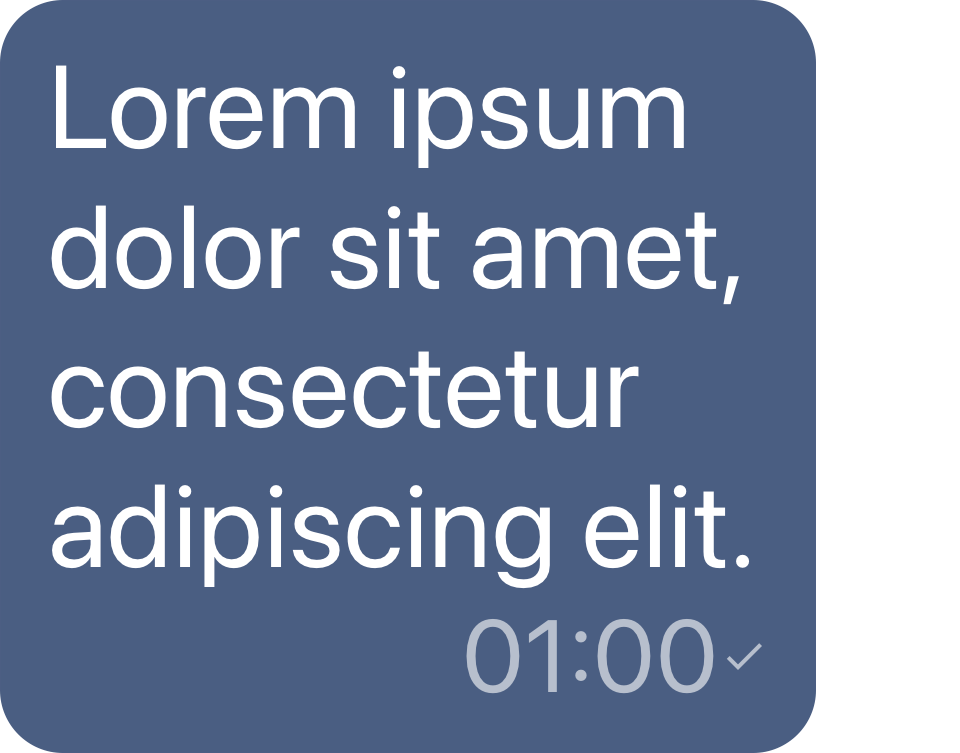 Lorem ipsum
dolor sit amet,
consectetur
adipiscing elit.
01:00✓